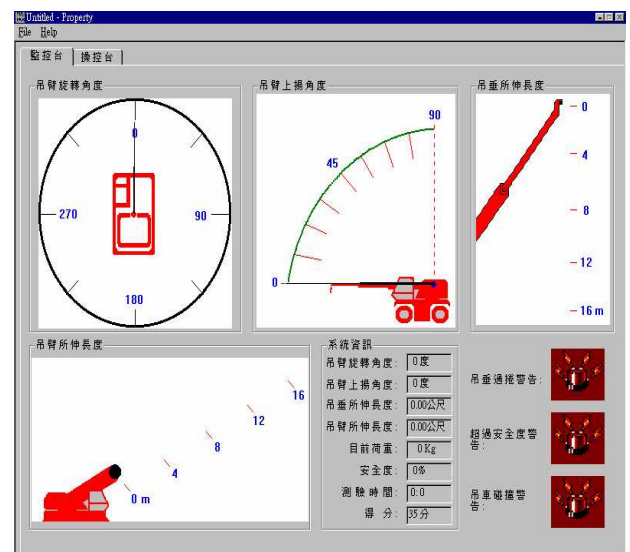 Untitled - Property
File Help
監控台 操控台
吊臂旋轉角度
0
270
90
180
吊臂上揚角度
90
45
0
吊垂所伸長度
0
4
8
12
16 m
吊臂所伸長度
16
12
8
4
0 m
系統資訊
吊臂旋轉角度: 0度
吊臂上揚角度: 0度
吊垂所伸長度: 0.00公尺
吊臂所伸長度: 0.00公尺
目前荷重: 0 Kg
安全度: 0%
測驗時間: 0:0
得 分: 35分
吊垂過捲警告:
超過安全度警
告:
吊車碰撞警
告: